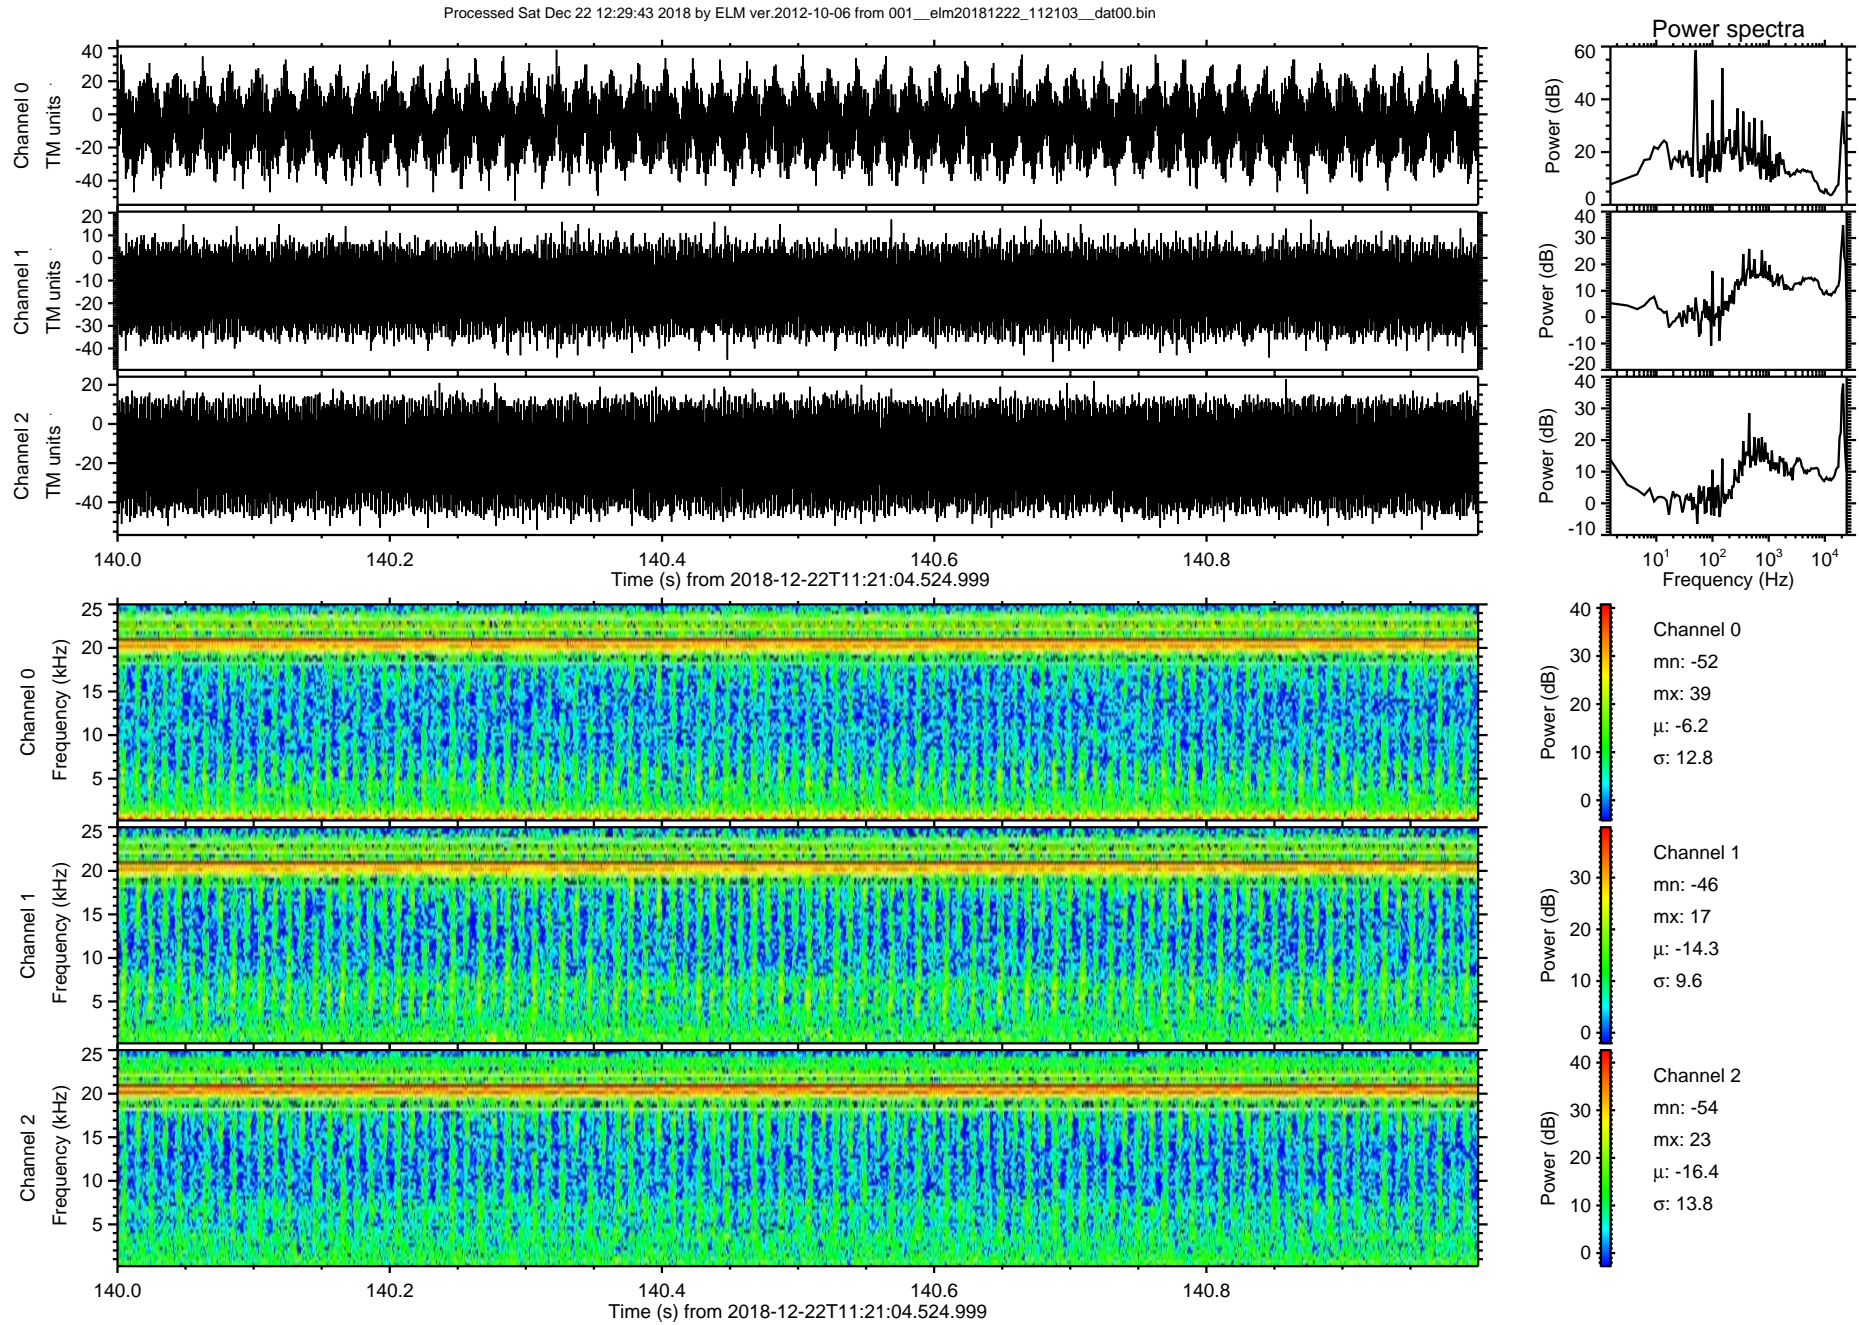 Processed Sat Dec 22 12:29:43 2018 by ELM ver.2012-10-06 from 001__elm20181222_112103__dat00.bin
Power spectra
Channel 0
TM units
40
20
0
-20
-40
Power (dB)
60
40
20
0
Channel 1
TM units
20
10
0
-10
-20
-30
-40
Power (dB)
40
30
20
10
0
-10
-20
Channel 2
TM units
20
0
-20
-40
Power (dB)
40
30
20
10
0
-10
140.0 140.2 140.4 140.6 140.8
Time (s) from 2018-12-22T11:21:04.524.999
10¹ 10² 10³ 10⁴
Frequency (Hz)
Channel 0
Frequency (kHz)
25
20
15
10
5
Power (dB)
40
30
20
10
0
Channel 0
mn: -52
mx: 39
μ: -6.2
σ: 12.8
Channel 1
Frequency (kHz)
25
20
15
10
5
Power (dB)
30
20
10
0
Channel 1
mn: -46
mx: 17
μ: -14.3
σ: 9.6
Channel 2
Frequency (kHz)
25
20
15
10
5
Power (dB)
40
30
20
10
0
Channel 2
mn: -54
mx: 23
μ: -16.4
σ: 13.8
140.0 140.2 140.4 140.6 140.8
Time (s) from 2018-12-22T11:21:04.524.999